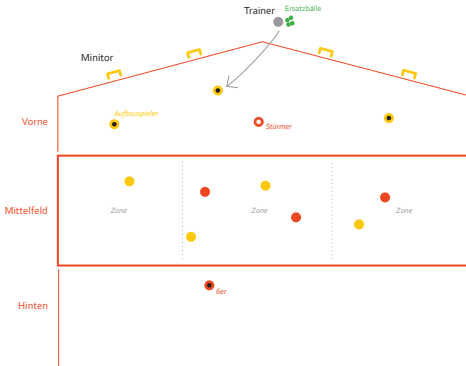 Trainer
Ersatzbälle
Minitor
Aufbauspieler
Vorne
Stürmer
Mittelfeld
Zone
Zone
Zone
6er
Hinten